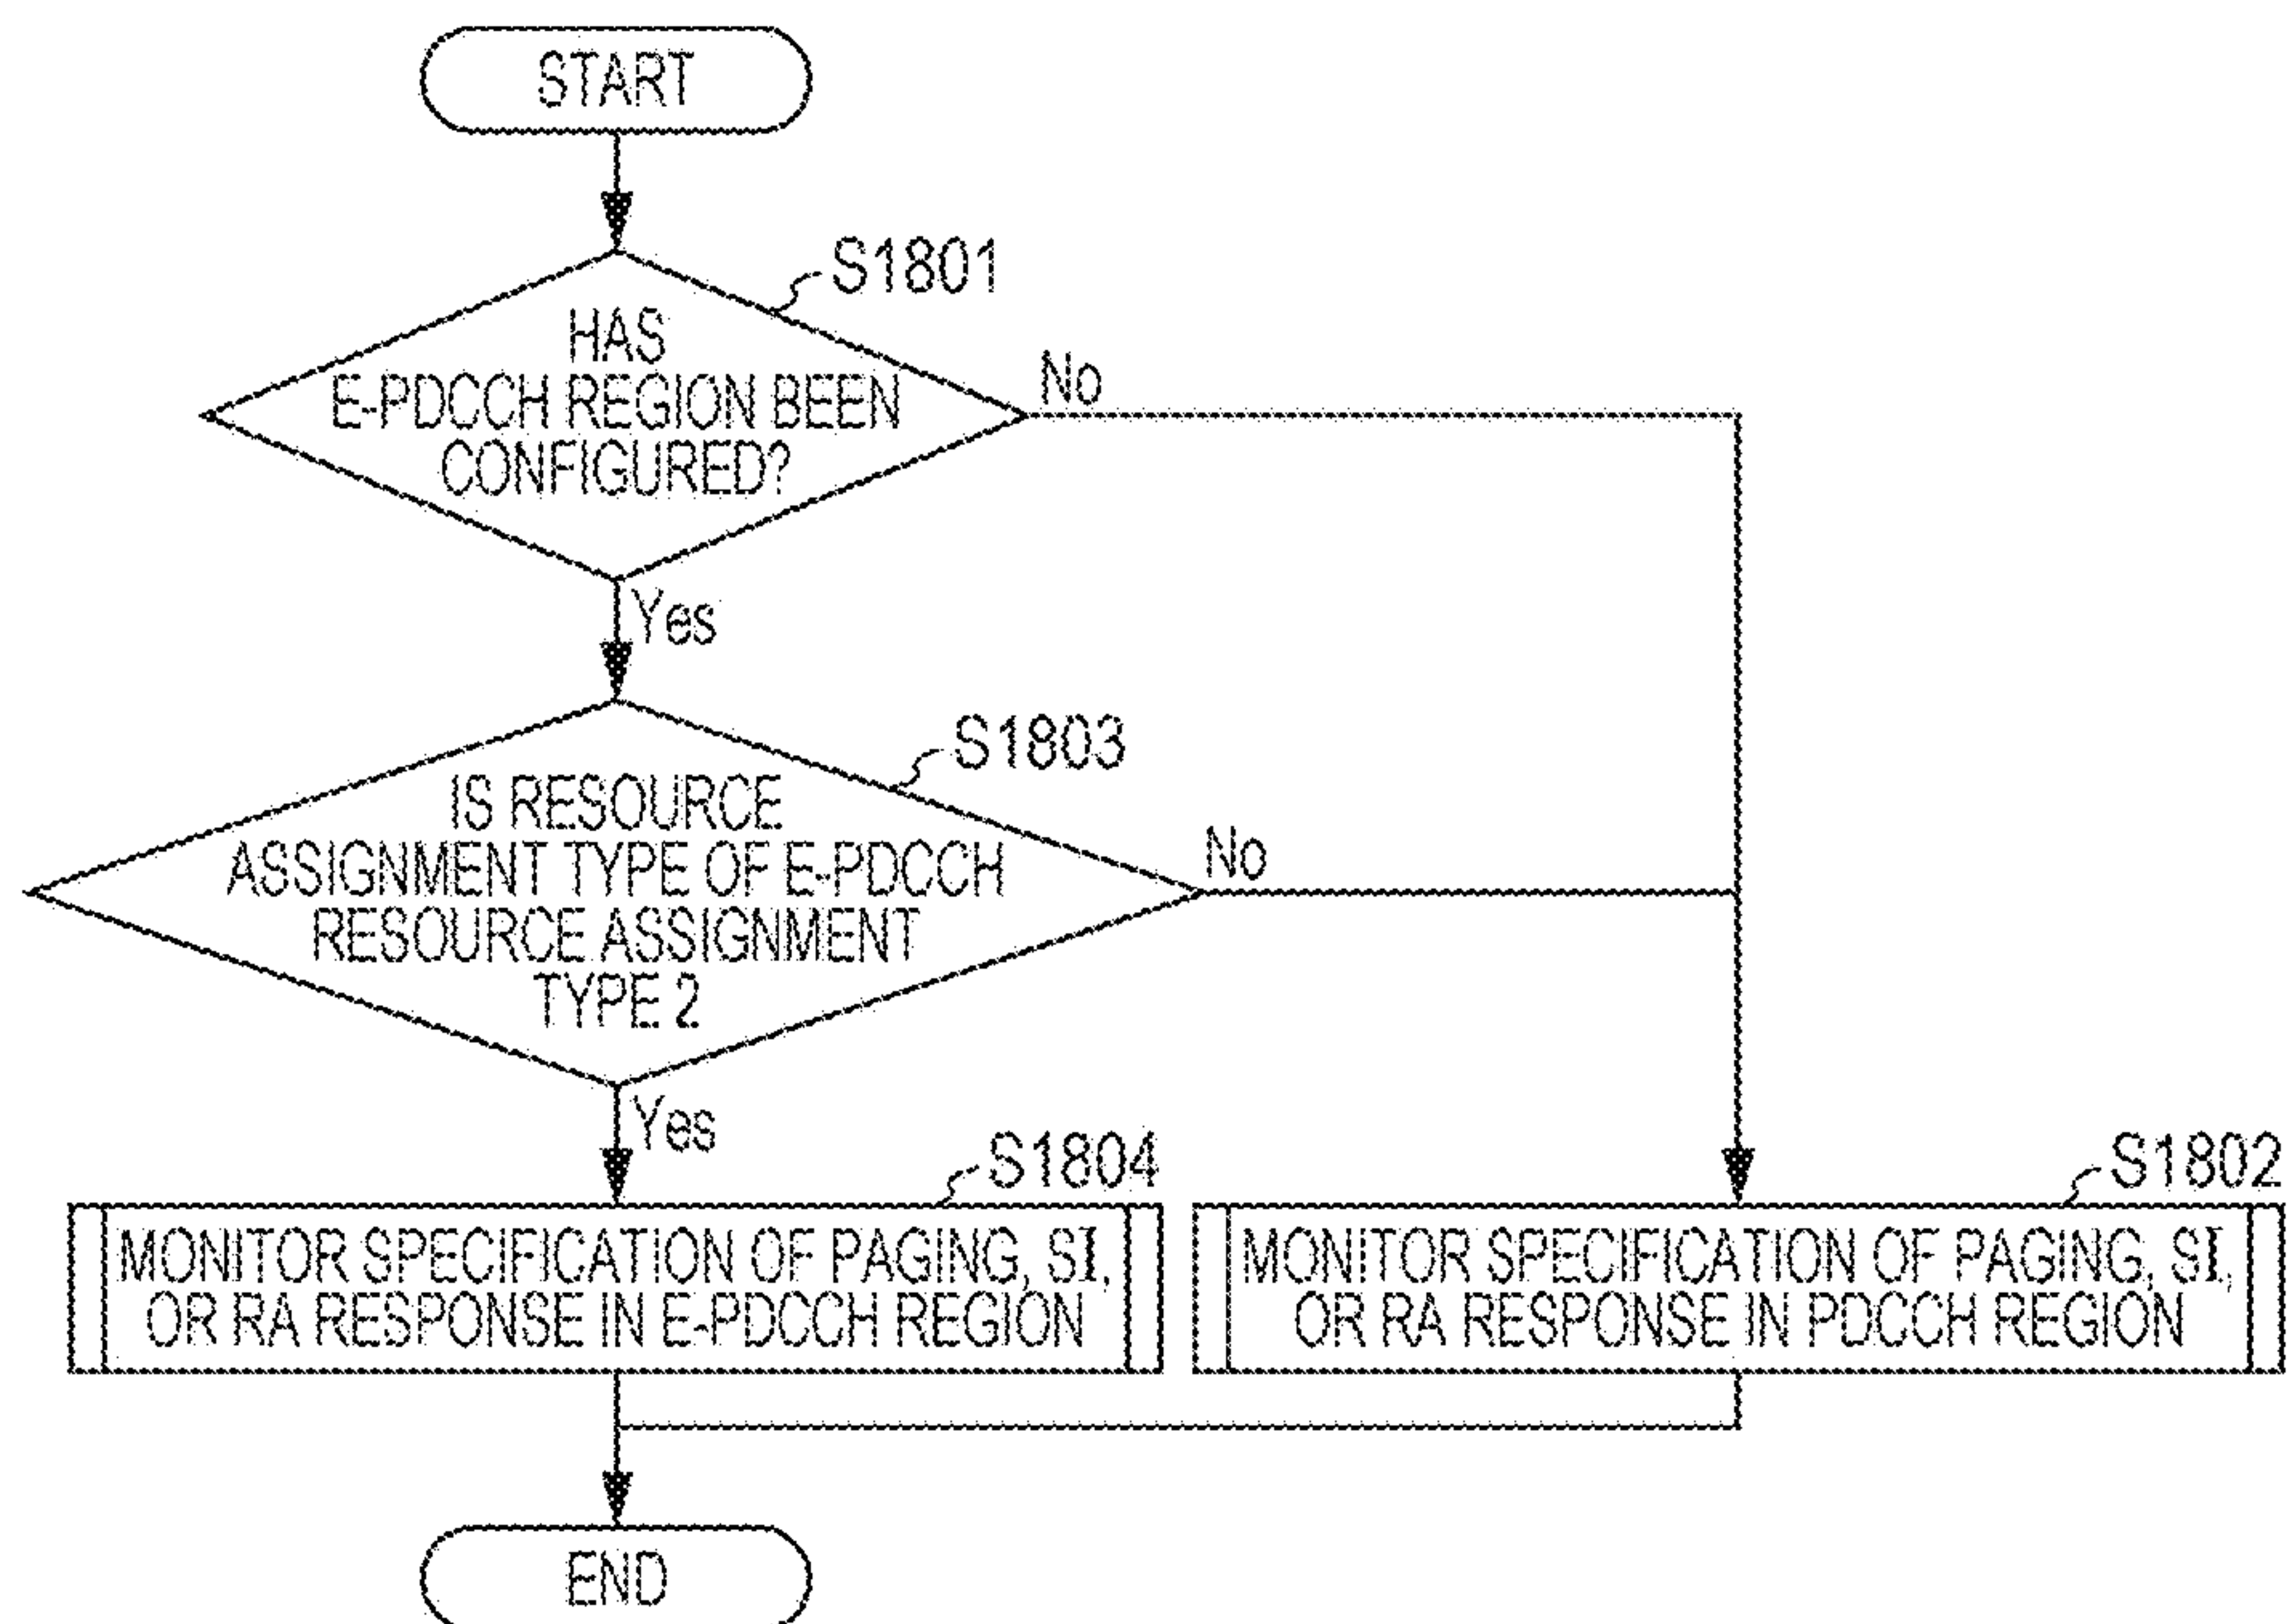 START
S1801
HAS
E-PDCCH REGION BEEN
CONFIGURED?
No
Yes
S1803
IS RESOURCE
ASSIGNMENT TYPE OF E-PDCCH
RESOURCE ASSIGNMENT
TYPE 2
No
Yes
S1804
MONITOR SPECIFICATION OF PAGING, SI,
OR RA RESPONSE IN E-PDCCH REGION
S1802
MONITOR SPECIFICATION OF PAGING, SI,
OR RA RESPONSE IN PDCCH REGION
END